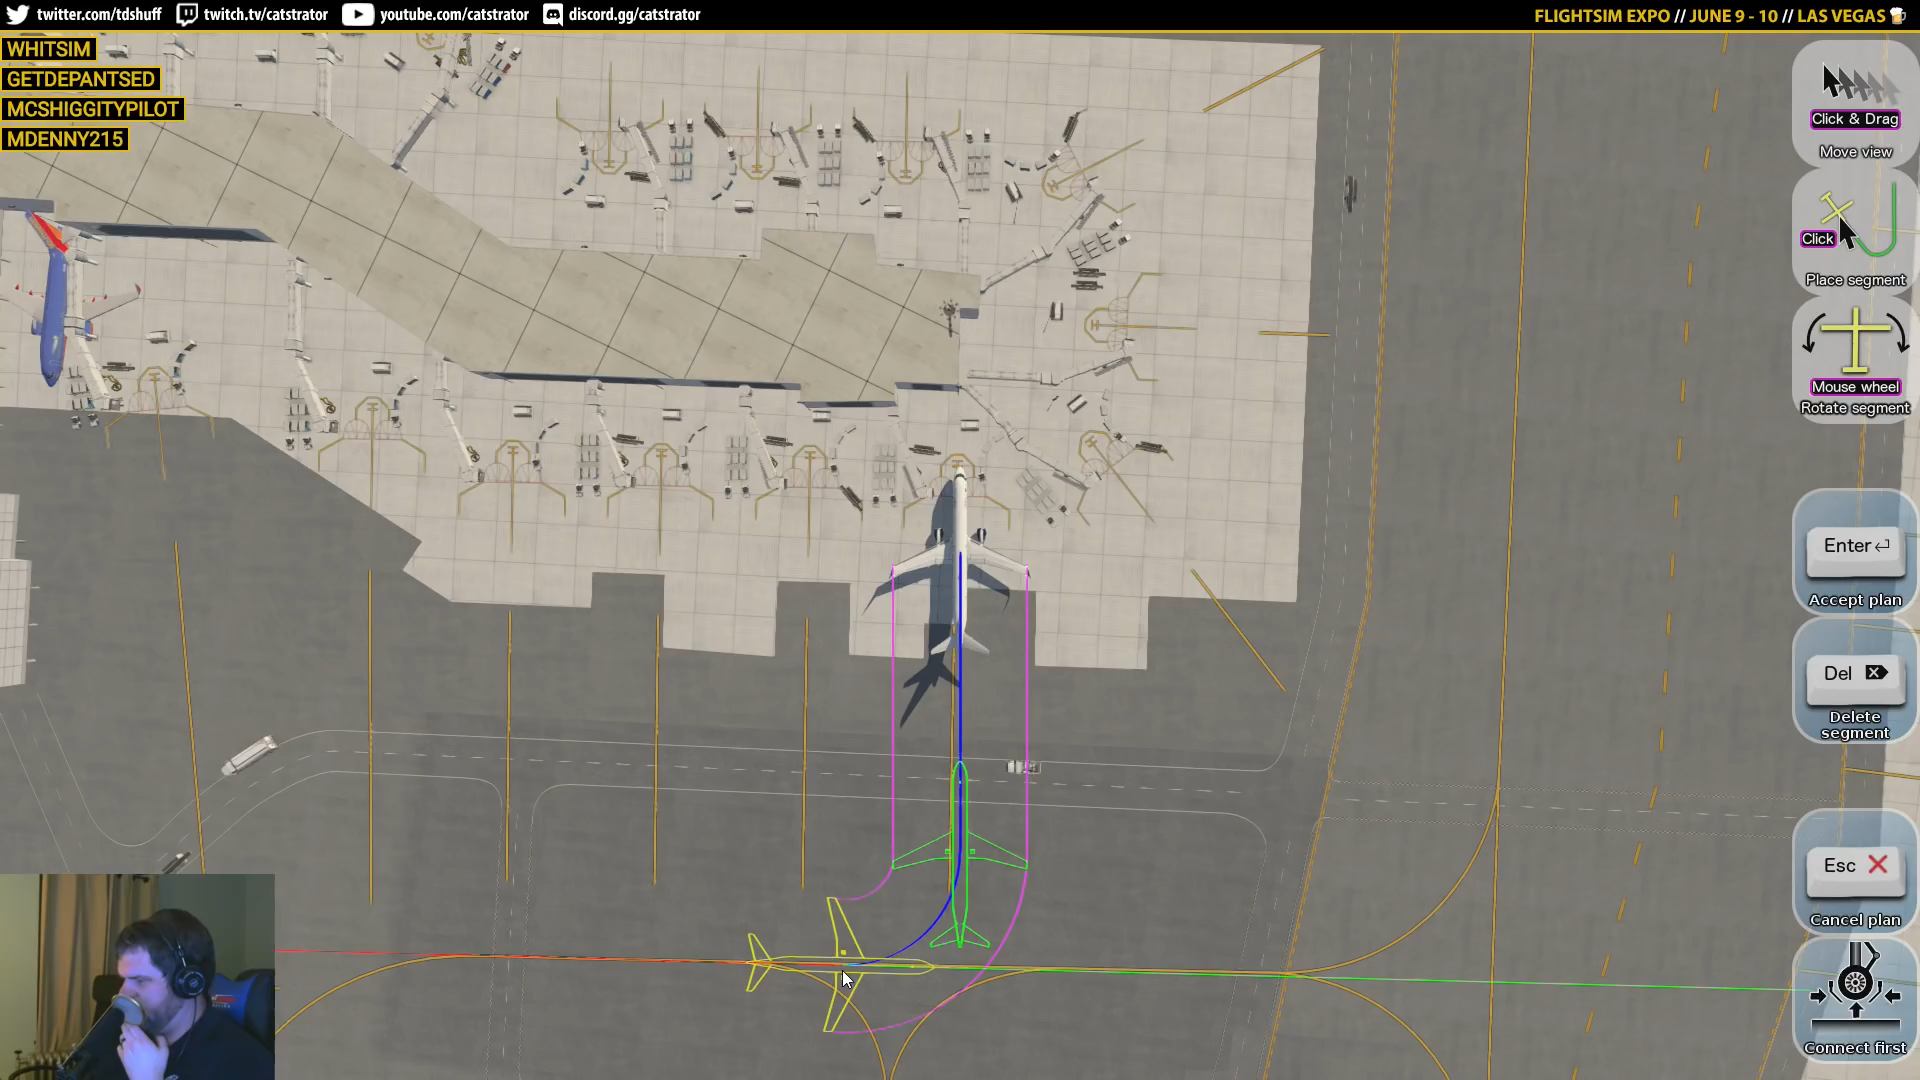 twitter.com/tdshuff twitch.tv/catstrator youtube.com/catstrator discord.gg/catstrator
FLIGHTSIM EXPO // JUNE 9 - 10 // LAS VEGAS
WHITSIM
GETDEPANTSED
MCSHIGGITYPILOT
MDENNY215
Click & Drag
Move view
Click
Place segment
Mouse wheel
Rotate segment
Enter
Accept plan
Del
Delete
segment
Esc
Cancel plan
Connect first